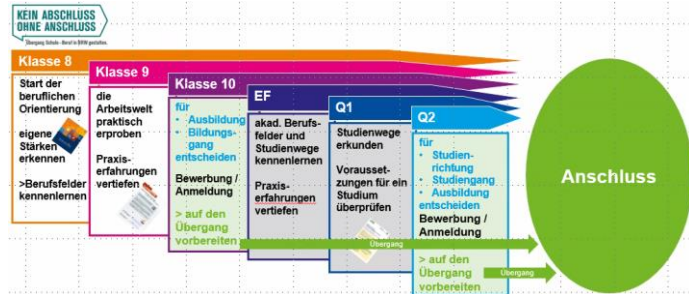 KEIN ABSCHLUSS
OHNE ANSCHLUSS
Übergang Schule - Beruf in NRW gestalten.
Klasse 8
Start der
beruflichen
Orientierung
eigene
Stärken
erkennen
>Berufsfelder
kennenlernen
Klasse 9
die
Arbeitswelt
praktisch
erproben
Praxis-
erfahrungen
vertiefen
Klasse 10
für
• Ausbildung
• Bildungs-
gang
entscheiden
Bewerbung /
Anmeldung
> auf den
Übergang
vorbereiten
EF
akad. Berufs-
felder und
Studienwege
kennenlernen
Praxis-
erfahrungen
vertiefen
Q1
Studienwege
erkunden
Vorausset-
zungen für ein
Studium
überprüfen
Q2
für
• Studien-
richtung
• Studiengang
• Ausbildung
entscheiden
Bewerbung /
Anmeldung
> auf den
Übergang
vorbereiten
Übergang
Übergang
Anschluss